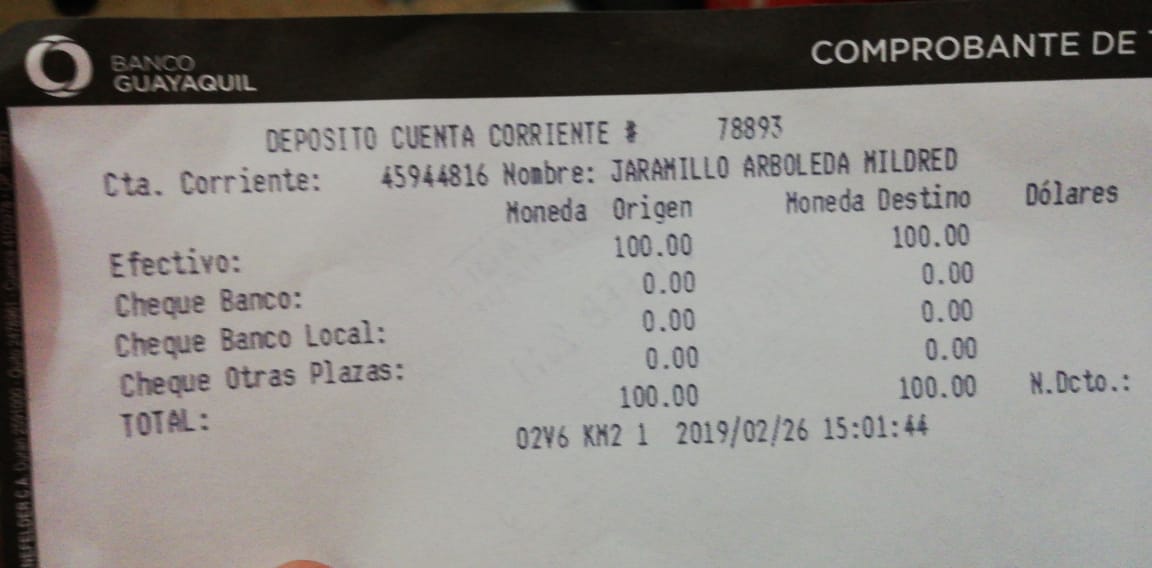 BANCO
GUAYAQUIL
COMPROBANTE DE
DEPOSITO CUENTA CORRIENTE # 78893
Cta. Corriente: 45944816 Nombre: JARAMILLO ARBOLEDA MILDRED
Moneda Origen Moneda Destino Dólares
Efectivo: 100.00 100.00
Cheque Banco: 0.00 0.00
Cheque Banco Local: 0.00 0.00
Cheque Otras Plazas: 0.00 0.00
TOTAL: 100.00 100.00 N.Dcto.:
02V6 KM2 1 2019/02/26 15:01:44